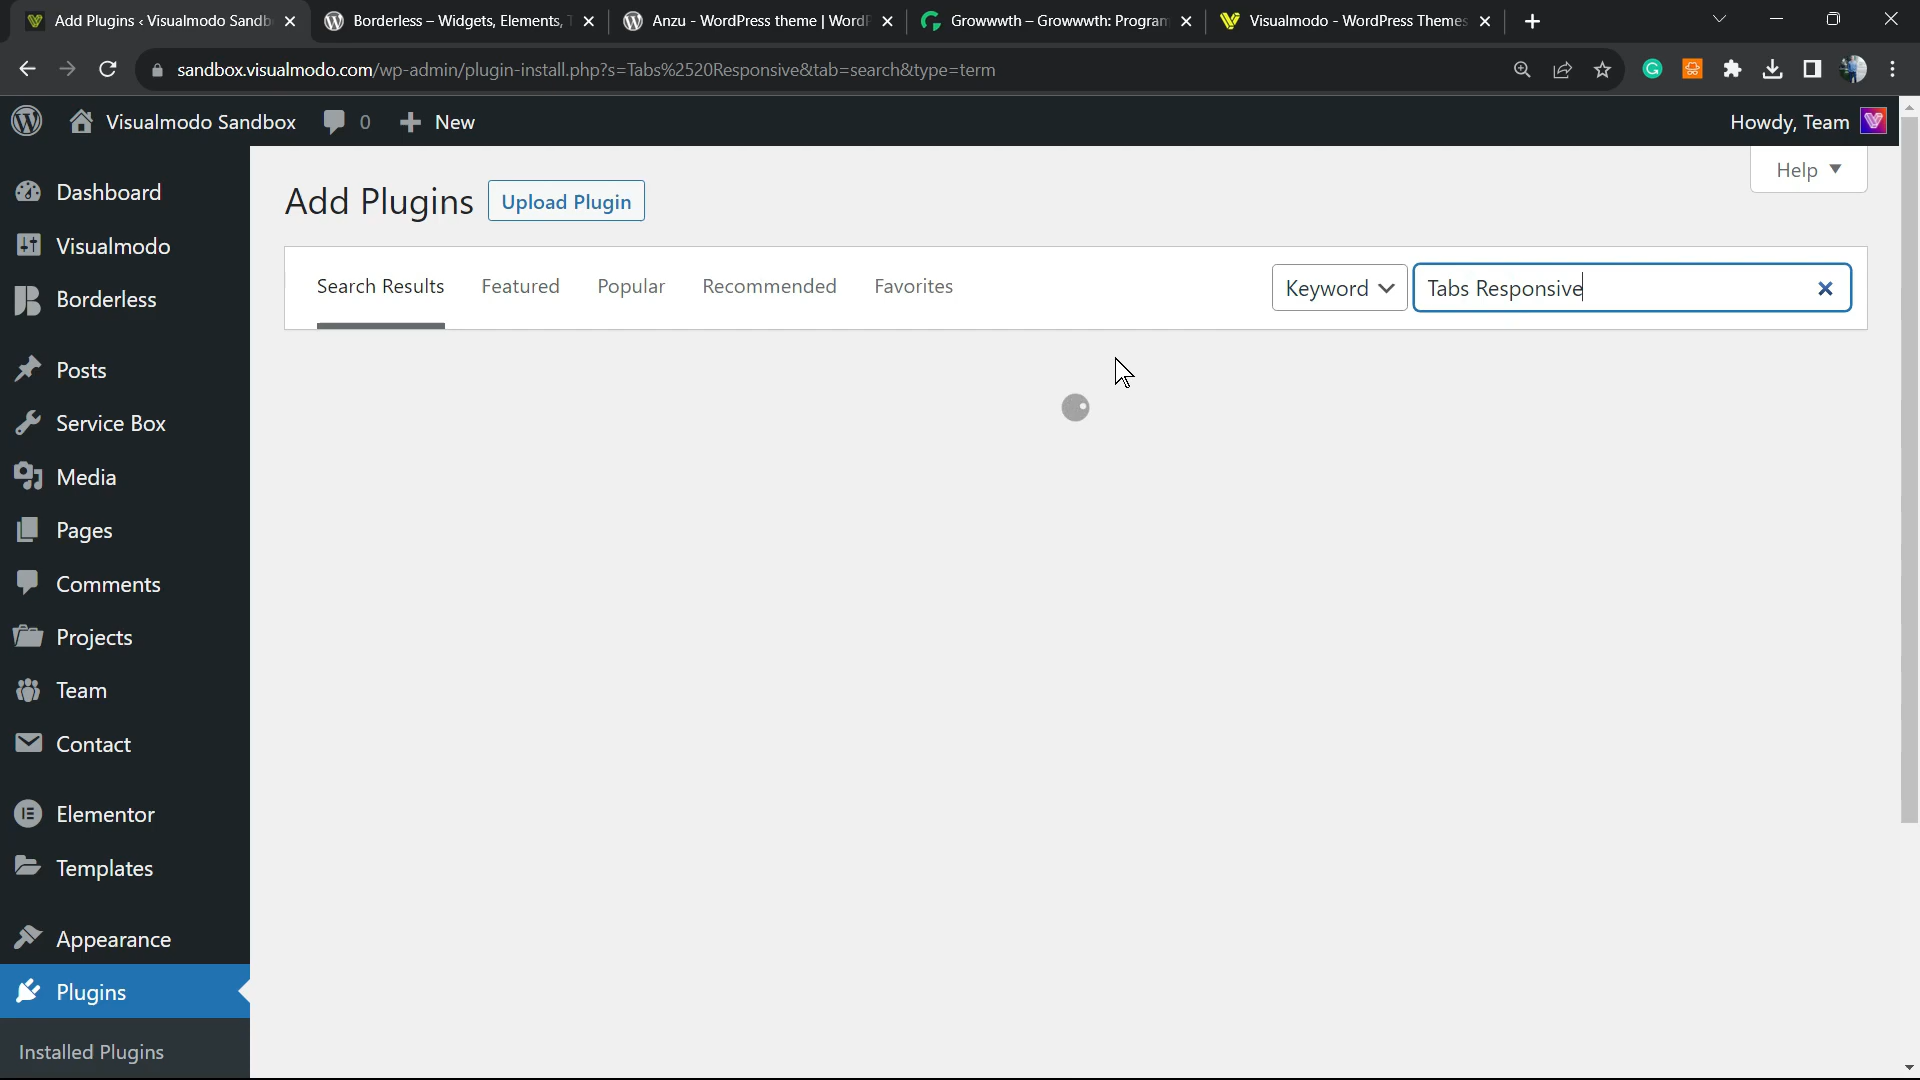 Add Plugins ‹ Visualmodo Sandb
Borderless – Widgets, Elements, T
Anzu - WordPress theme | WordP
Growwwth – Growwwth: Program
Visualmodo - WordPress Themes
sandbox.visualmodo.com/wp-admin/plugin-install.php?s=Tabs%2520Responsive&tab=search&type=term
Visualmodo Sandbox
0
New
Howdy, Team
Dashboard
Visualmodo
Borderless
Posts
Service Box
Media
Pages
Comments
Projects
Team
Contact
Elementor
Templates
Appearance
Plugins
Installed Plugins
Help
Add Plugins
Upload Plugin
Search Results
Featured
Popular
Recommended
Favorites
Keyword
Tabs Responsive